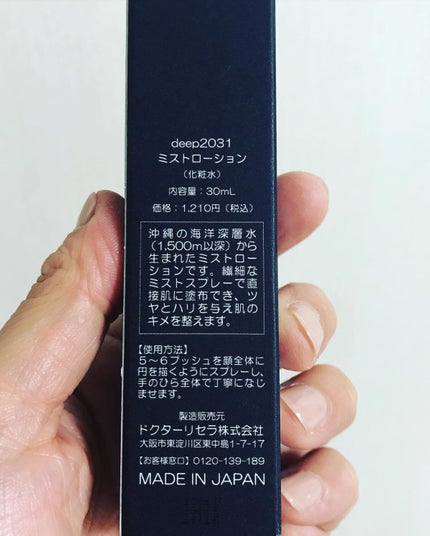 deep2031
ミストローション
（化粧水）
内容量：30mL
価格：1,210円（税込）
沖縄の海洋深層水
（1,500m以深）から
生まれたミストロー
ションです。繊細な
ミストスプレーで直
接肌に塗布でき、ツ
ヤとハリを与え肌の
キメを整えます。
【使用方法】
5〜6プッシュを顔全体に
円を描くようにスプレーし、
手のひら全体で丁寧になじ
ませます。
製造販売元
ドクターリセラ株式会社
大阪市東淀川区東中島1-7-17
【お客様窓口】0120-139-189
MADE IN JAPAN